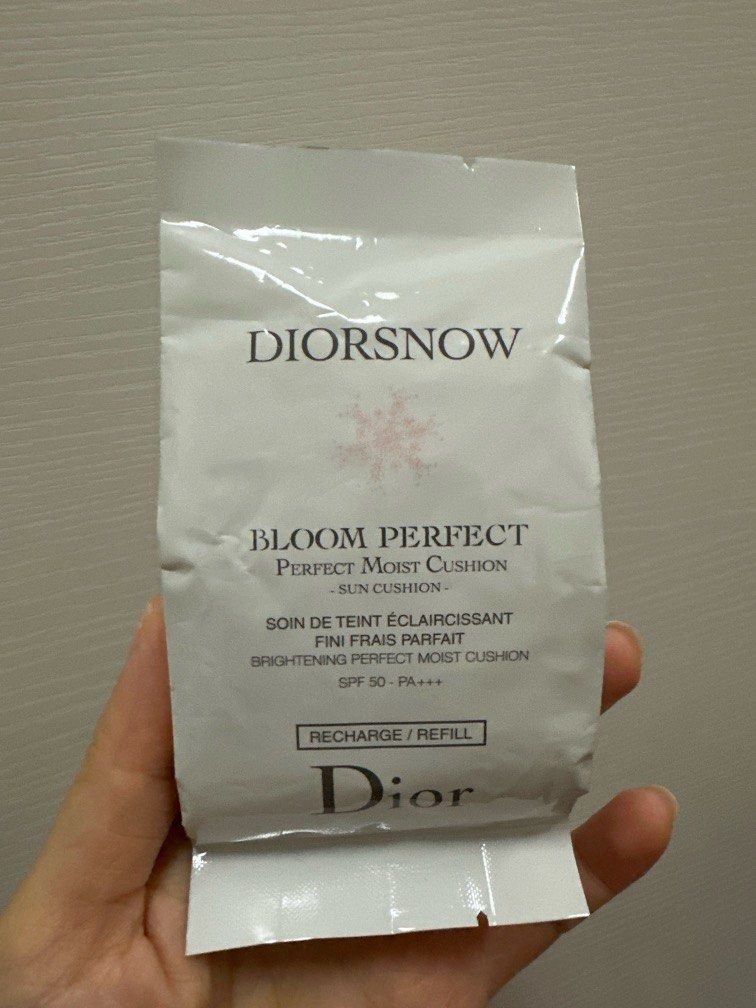 DIORSNOW
BLOOM PERFECT
PERFECT MOIST CUSHION
- SUN CUSHION -
SOIN DE TEINT ÉCLAIRCISSANT
FINI FRAIS PARFAIT
BRIGHTENING PERFECT MOIST CUSHION
SPF 50 - PA+++
RECHARGE / REFILL
Dior